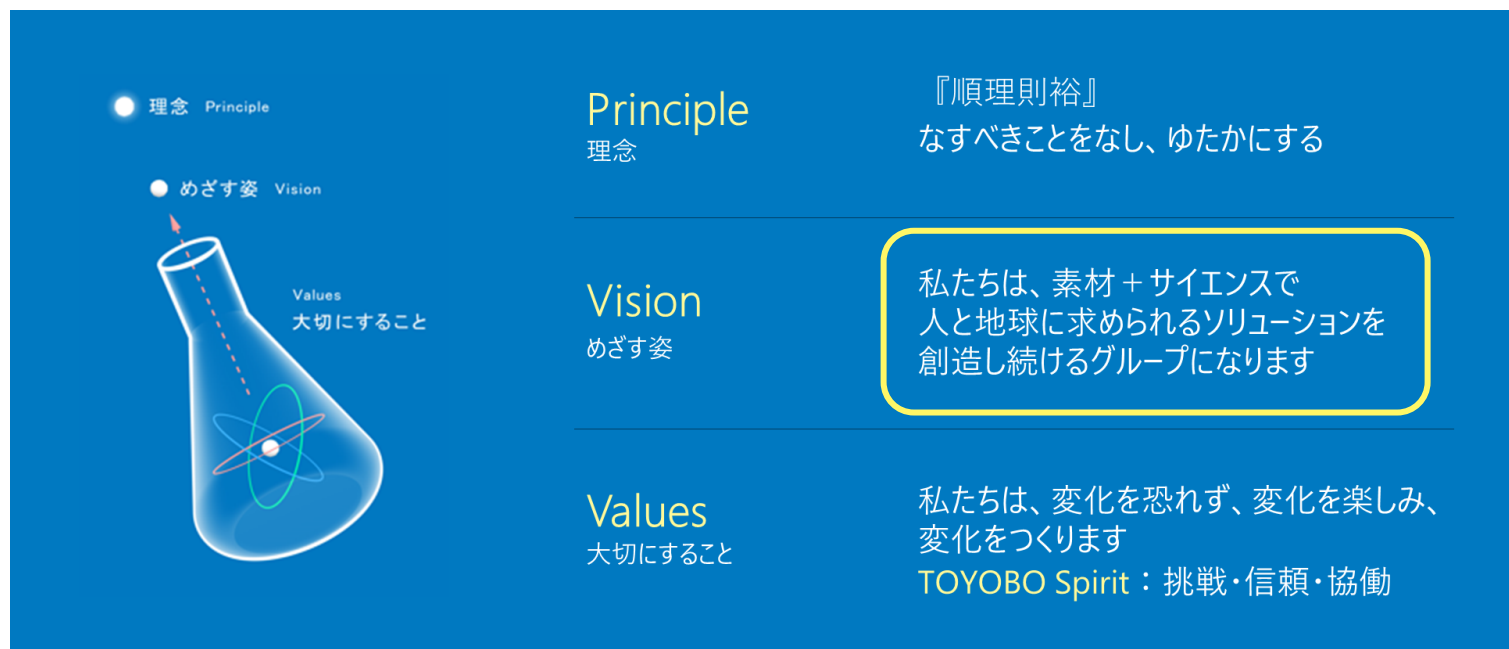 理念 Principle
めざす姿 Vision
Values
大切にすること
Principle
理念
『順理則裕』
なすべきことをなし、ゆたかにする
Vision
めざす姿
私たちは、素材+サイエンスで
人と地球に求められるソリューションを
創造し続けるグループになります
Values
大切にすること
私たちは、変化を恐れず、変化を楽しみ、
変化をつくります
TOYOBO Spirit:挑戦・信頼・協働